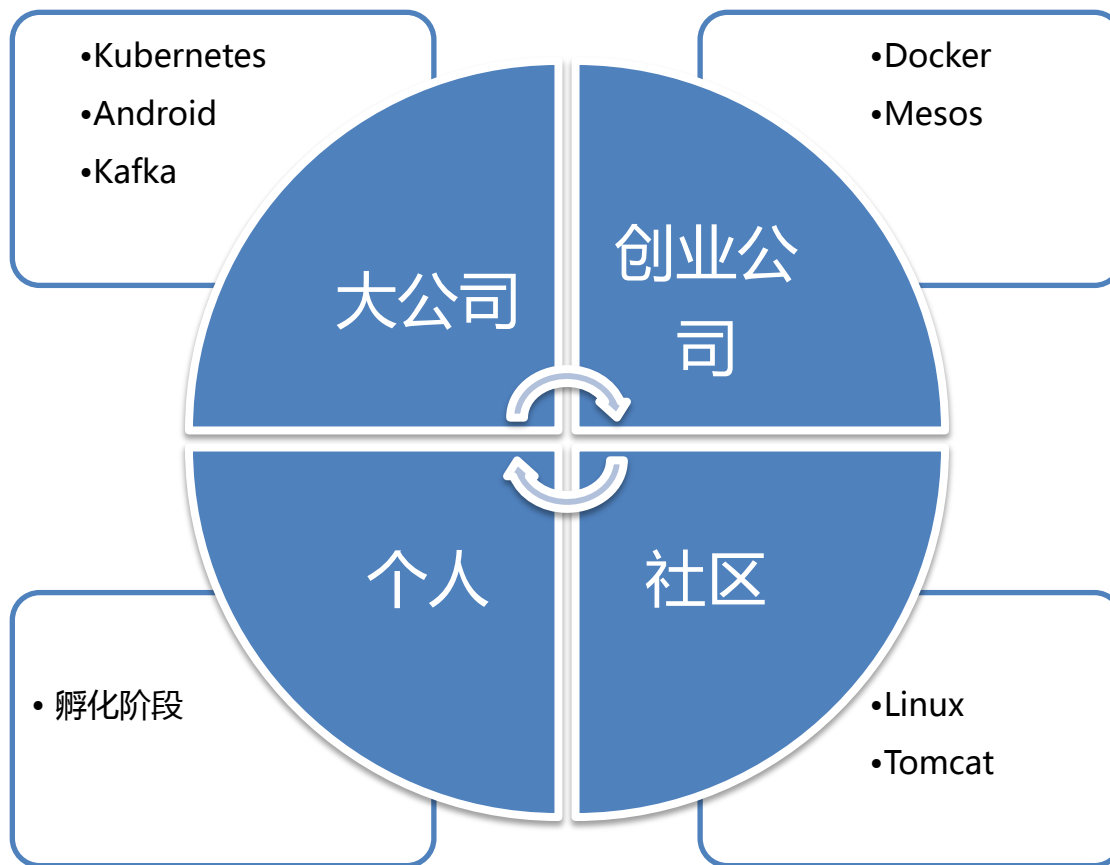 •Kubernetes
•Android
•Kafka
•Docker
•Mesos
大公司
创业公
司
个人
社区
• 孵化阶段
•Linux
•Tomcat